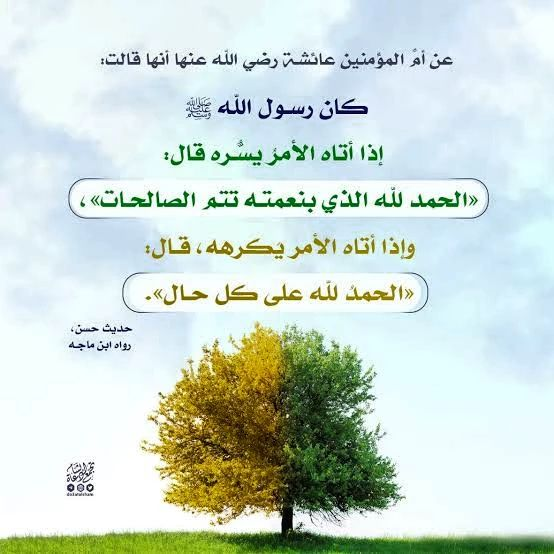 عن أمِّ المؤمنين عائشة رضي الله عنها أنها قالت:
كان رسول الله ﷺ
إذا أتاه الأمرُ يسُّره قال:
«الحمد لله الذي بنعمته تتم الصالحات»،
وإذا أتاه الأمر يكرهه، قال:
«الحمدُ لله على كل حال».
حديث حسن،
رواه ابن ماجه